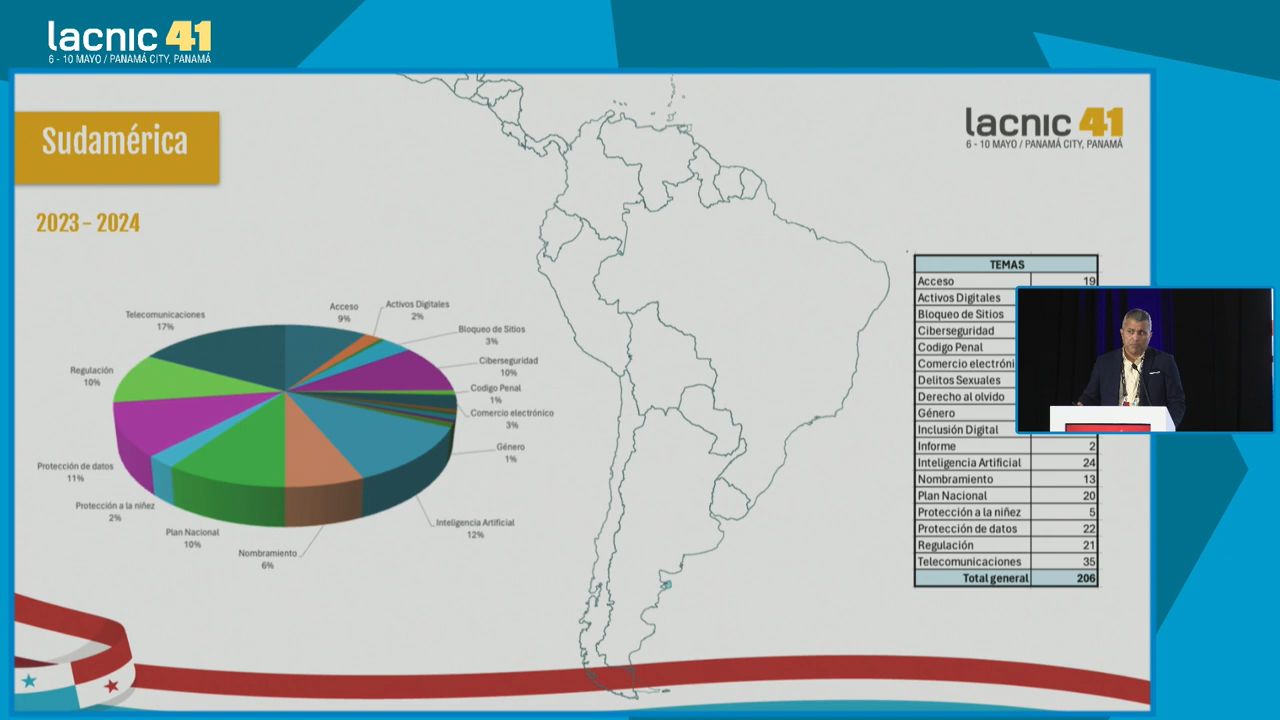 lacnic 41
6 - 10 MAYO / PANAMÁ CITY, PANAMÁ
Sudamérica
lacnic 41
6 - 10 MAYO / PANAMÁ CITY, PANAMÁ
2023 – 2024
Telecomunicaciones
17%
Acceso
9%
Activos Digitales
2%
Bloqueo de Sitios
3%
Ciberseguridad
10%
Codigo Penal
1%
Comercio electrónico
3%
Género
1%
Inteligencia Artificial
12%
Nombramiento
6%
Plan Nacional
10%
Protección a la niñez
2%
Protección de datos
11%
Regulación
10%
TEMAS
Acceso 19
Activos Digitales
Bloqueo de Sitios
Ciberseguridad
Codigo Penal
Comercio electróni
Delitos Sexuales
Derecho al olvido
Género
Inclusión Digital
Informe 2
Inteligencia Artificial 24
Nombramiento 13
Plan Nacional 20
Protección a la niñez 5
Protección de datos 22
Regulación 21
Telecomunicaciones 35
Total general 206